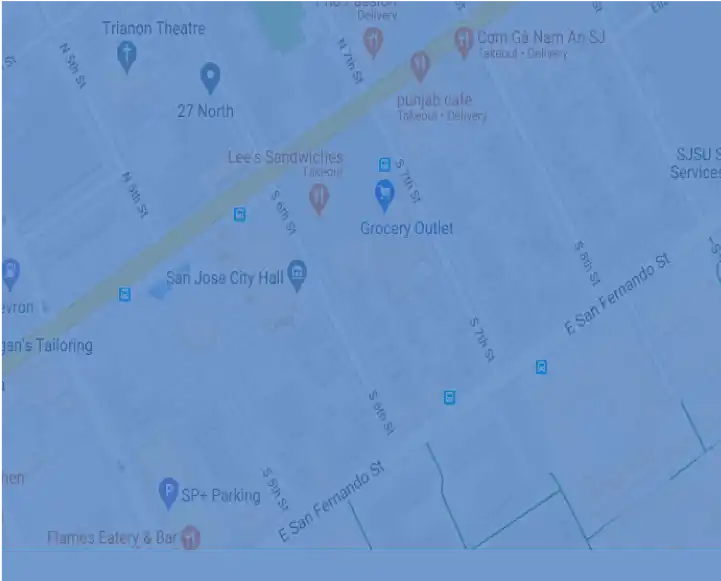 Delivery
Trianon Theatre
N 7th St
Com Gà Nam An SJ
Takeout • Delivery
N 5th St
27 North
punjab cafe
Takeout • Delivery
Lee's Sandwiches
Takeout
S 7th St
SJSU S
Services
N 5th St
S 6th St
Grocery Outlet
San Jose City Hall
S 8th St
E San Fernando St
evron
gan's Tailoring
S 7th St
S 6th St
hen
S 5th St
SP+ Parking
E San Fernando St
Flames Eatery & Bar